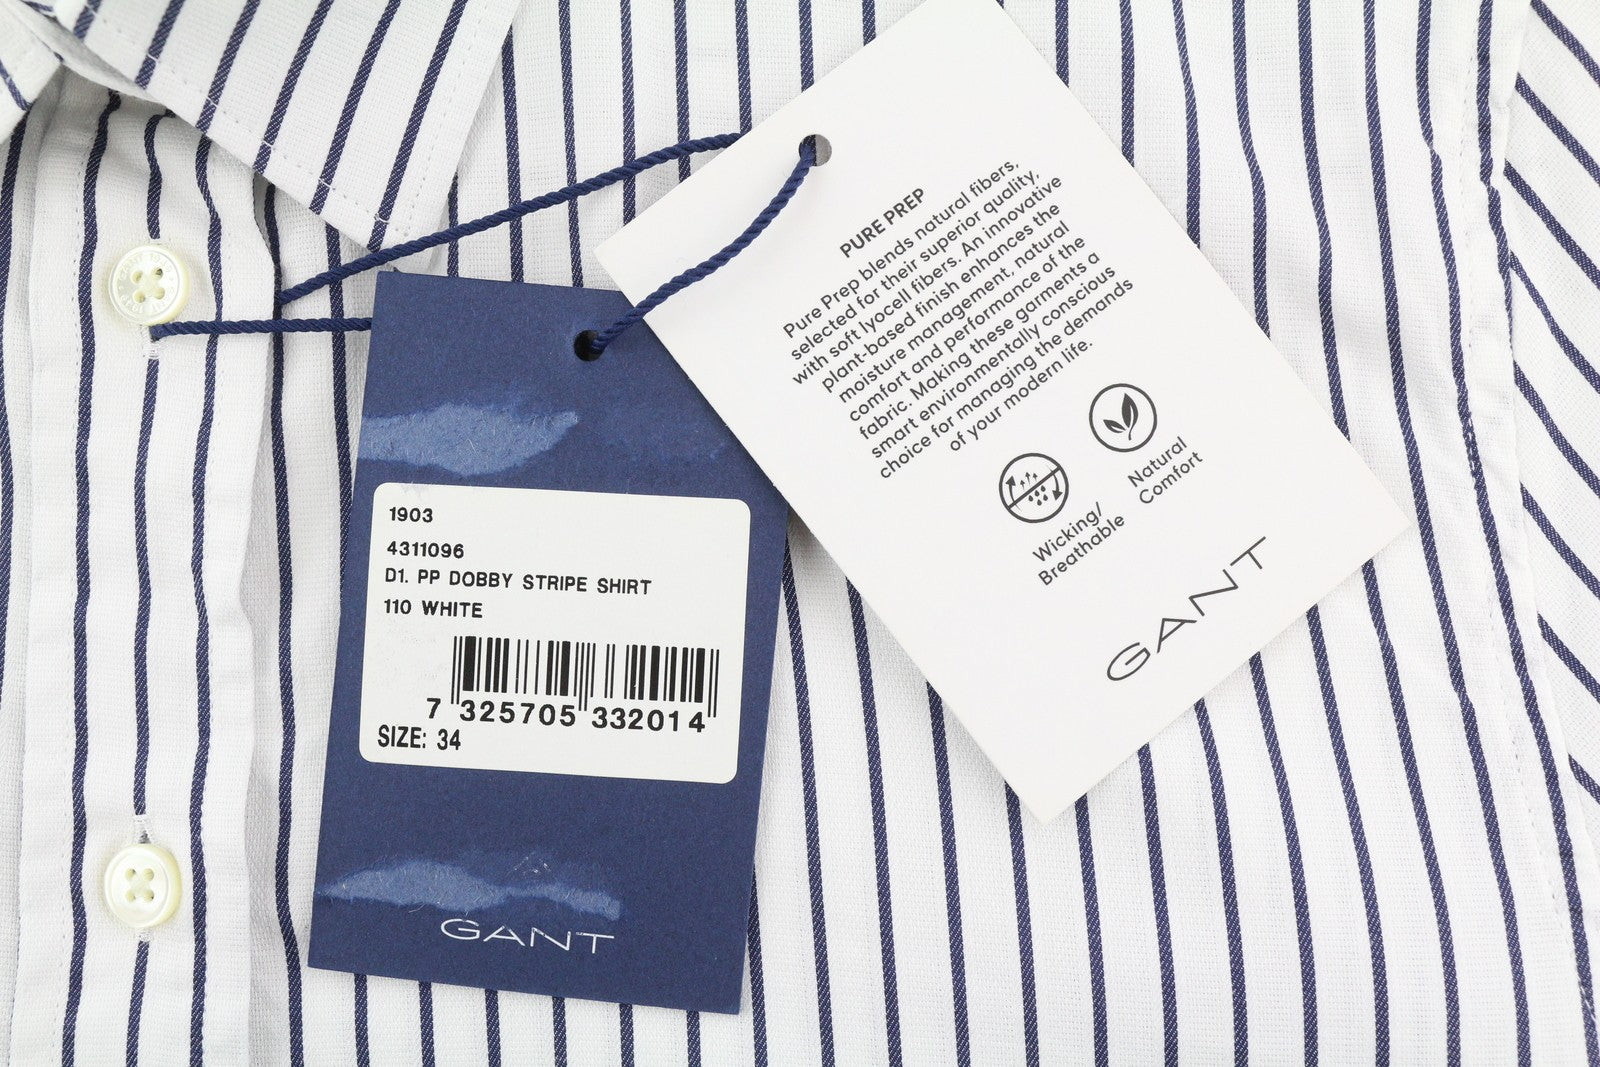 1903
4311096
D1. PP DOBBY STRIPE SHIRT
110 WHITE
7 325705 332014
SIZE: 34
GANT
PURE PREP
Pure Prep blends natural fibers,
selected for their superior quality,
with soft lyocell fibers. An innovative
plant-based finish enhances the
moisture management, natural
comfort and performance of the
fabric. Making these garments a
smart environmentally conscious
choice for managing the demands
of your modern life.
Wicking/
Breathable
Natural
Comfort
GANT